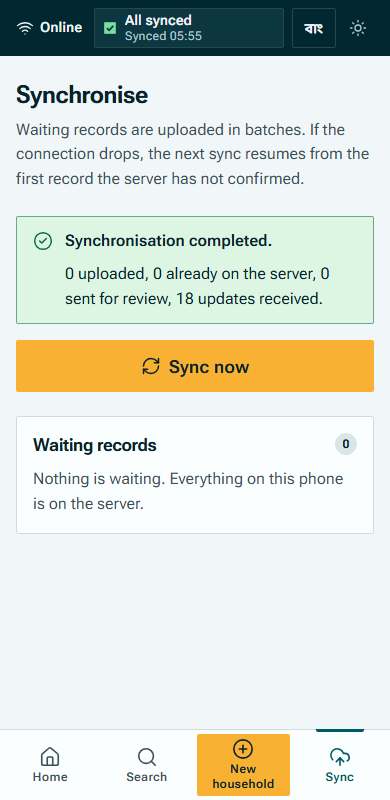 Online
All synced
Synced 05:55
বাং
Synchronise
Waiting records are uploaded in batches. If the
connection drops, the next sync resumes from the
first record the server has not confirmed.
Synchronisation completed.
0 uploaded, 0 already on the server, 0
sent for review, 18 updates received.
Sync now
Waiting records
0
Nothing is waiting. Everything on this phone
is on the server.
Home
Search
New
household
Sync